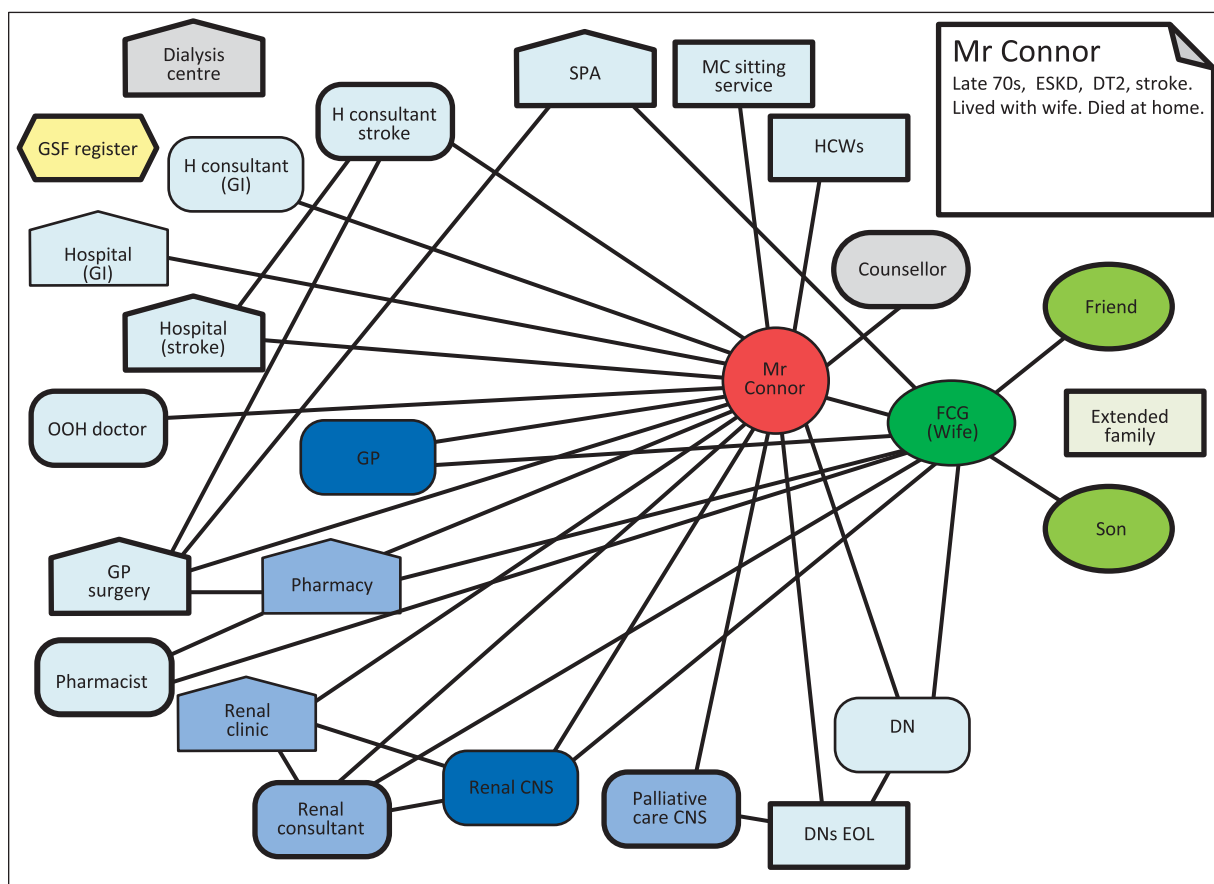 Mr Connor
Late 70s, ESKD, DT2, stroke.
Lived with wife. Died at home.
Dialysis
centre
SPA
MC sitting
service
H consultant
stroke
GSF register
H consultant
(GI)
HCWs
Hospital
(GI)
Counsellor
Friend
Hospital
(stroke)
Mr
Connor
OOH doctor
FCG
(Wife)
Extended
family
GP
Son
GP
surgery
Pharmacy
Pharmacist
Renal
clinic
DN
Renal CNS
Renal
consultant
Palliative
care CNS
DNs EOL